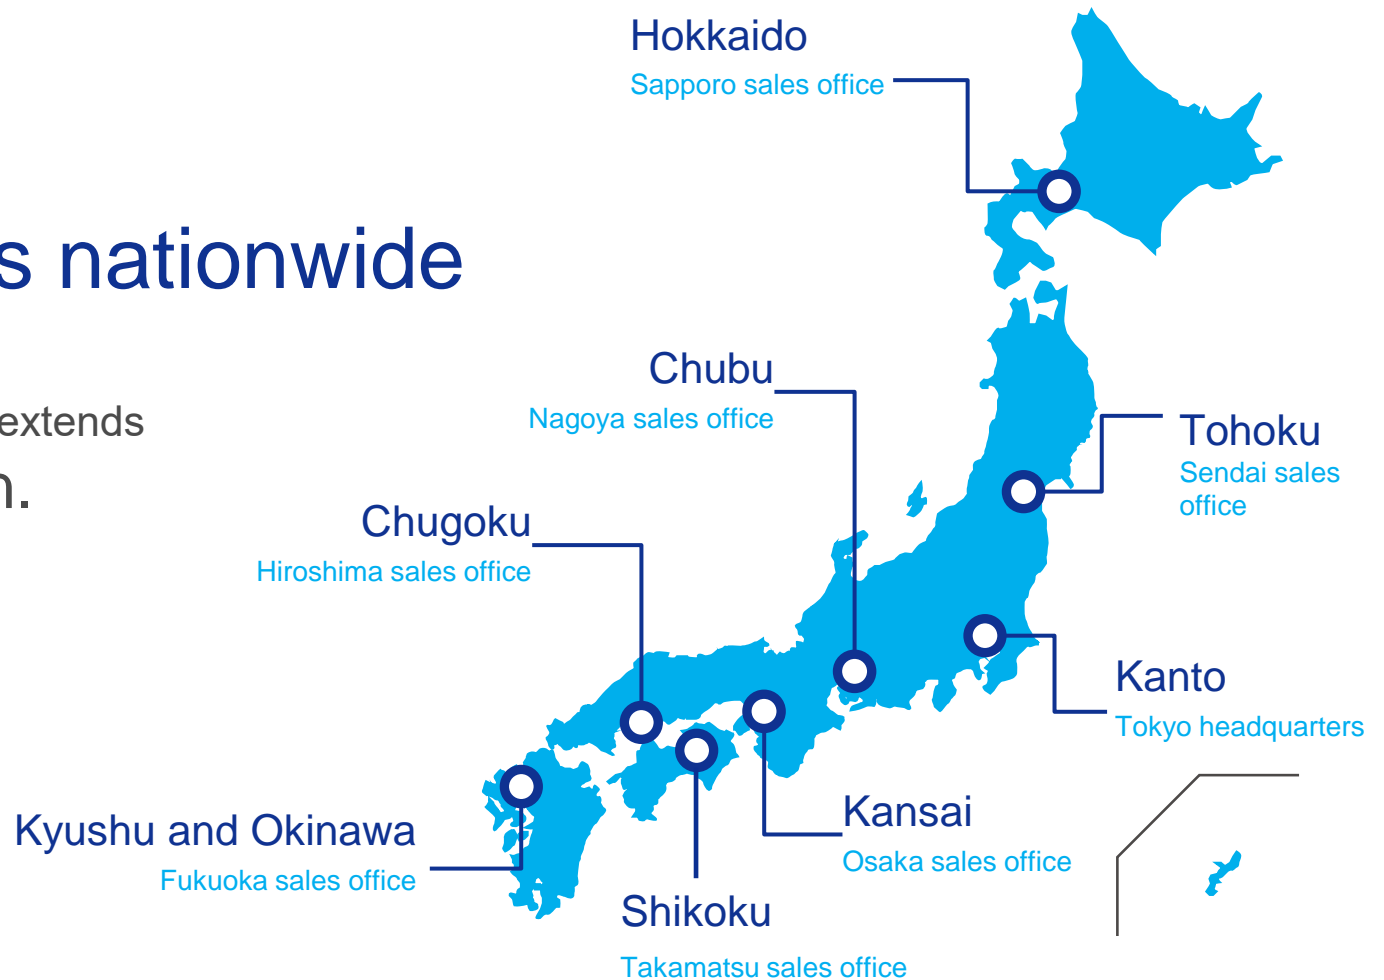 Hokkaido
Sapporo sales office
s nationwide
Chubu
Nagoya sales office
extends
n.
Tohoku
Sendai sales
office
Chugoku
Hiroshima sales office
Kanto
Tokyo headquarters
Kansai
Osaka sales office
Kyushu and Okinawa
Fukuoka sales office
Shikoku
Takamatsu sales office